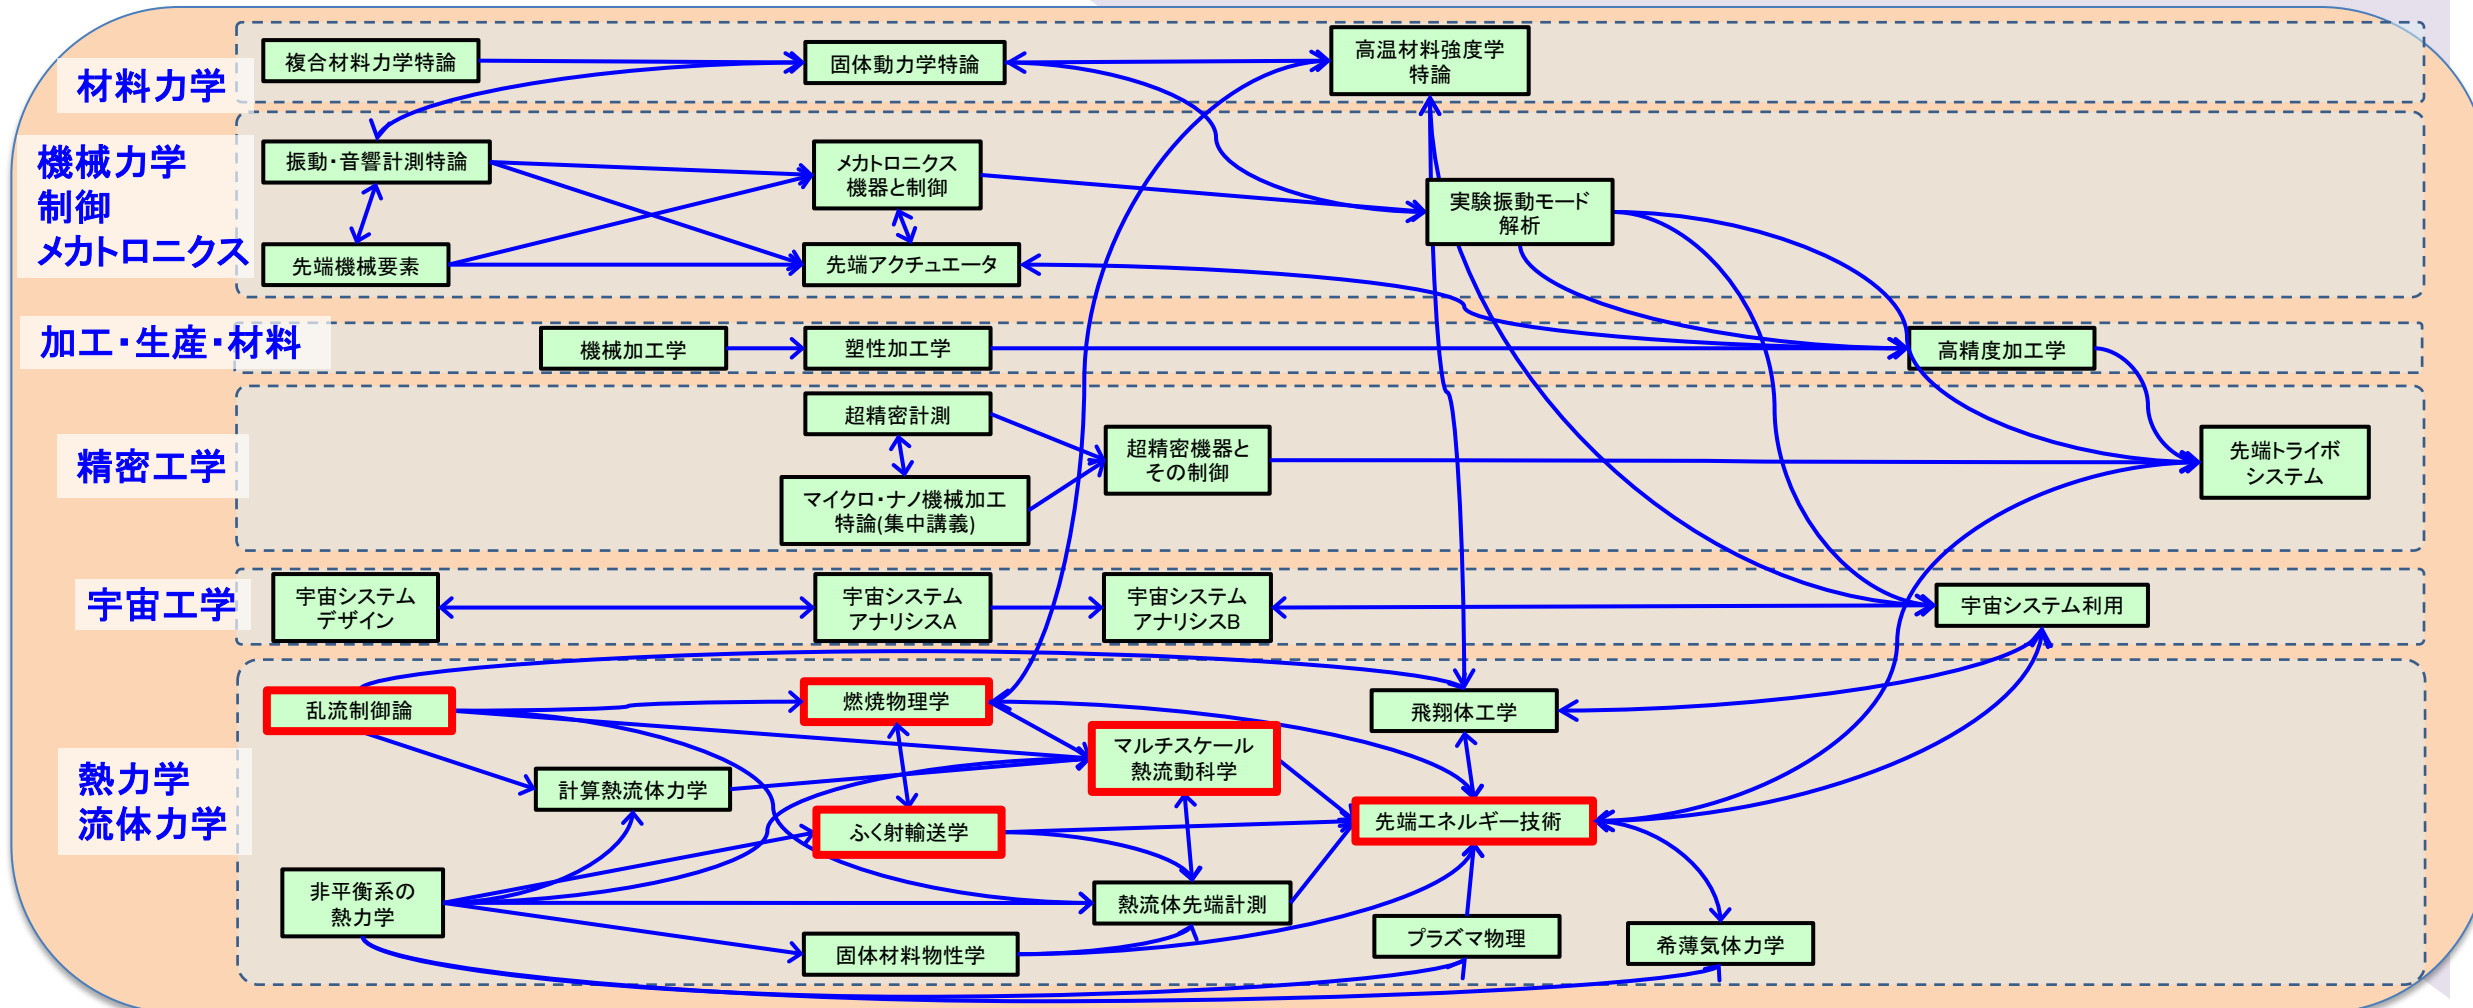 材料力学
複合材料力学特論
固体動力学特論
高温材料強度学
特論
機械力学
制御
メカトロニクス
振動・音響計測特論
メカトロニクス
機器と制御
実験振動モード
解析
先端機械要素
先端アクチュエータ
加工・生産・材料
機械加工学
塑性加工学
高精度加工学
精密工学
超精密計測
超精密機器と
その制御
先端トライボ
システム
マイクロ・ナノ機械加工
特論(集中講義)
宇宙工学
宇宙システム
デザイン
宇宙システム
アナリシスA
宇宙システム
アナリシスB
宇宙システム利用
熱力学
流体力学
乱流制御論
燃焼物理学
飛翔体工学
マルチスケール
熱流動科学
計算熱流体力学
ふく射輸送学
先端エネルギー技術
非平衡系の
熱力学
熱流体先端計測
固体材料物性学
プラズマ物理
希薄気体力学